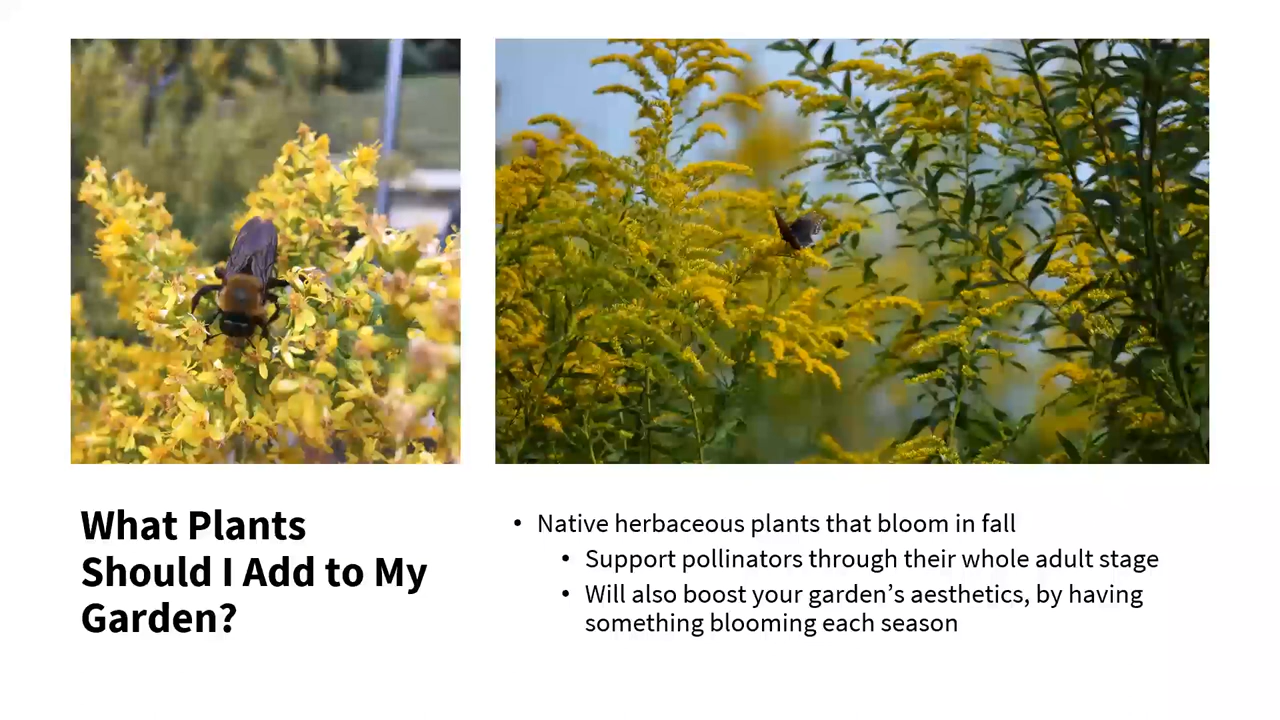 What Plants
Should I Add to My
Garden?
• Native herbaceous plants that bloom in fall
• Support pollinators through their whole adult stage
• Will also boost your garden’s aesthetics, by having
something blooming each season